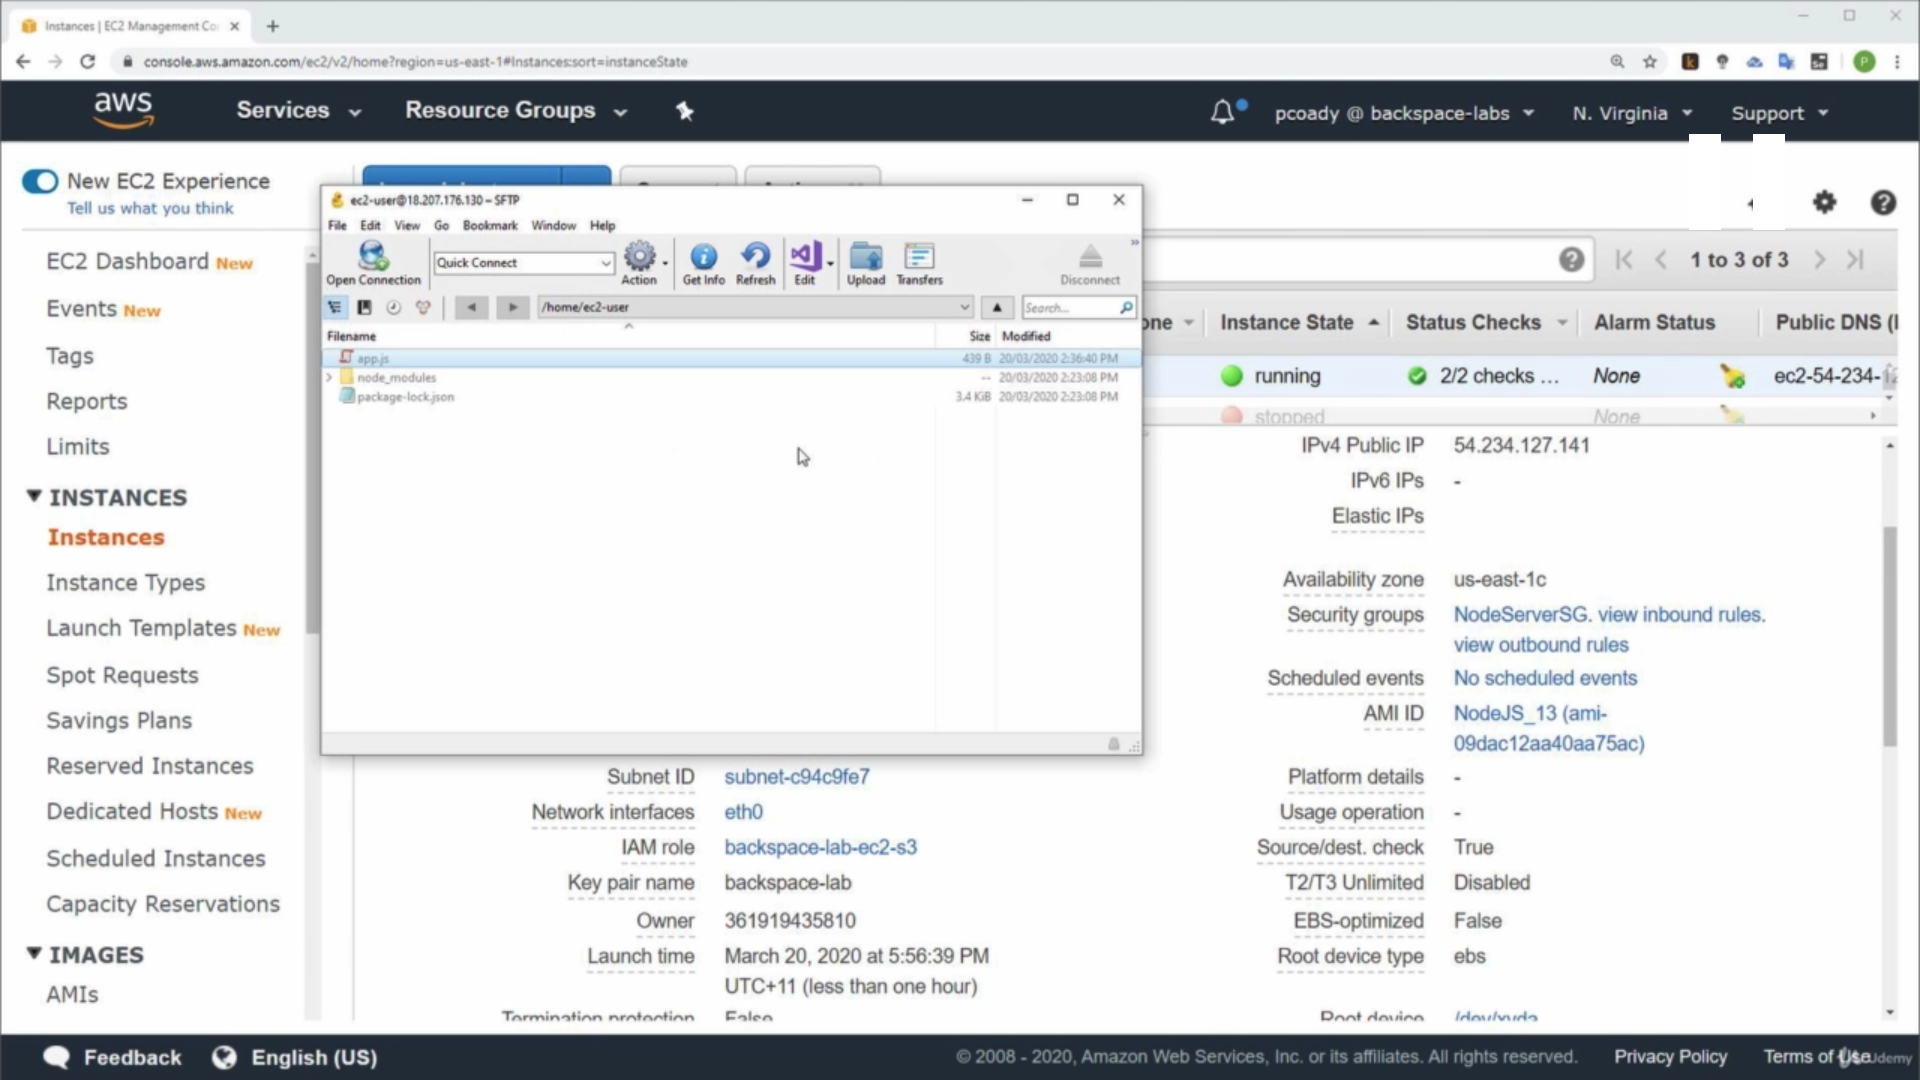 Instances | EC2 Management Co
console.aws.amazon.com/ec2/v2/home?region=us-east-1#Instances:sort=instanceState
aws
Services
Resource Groups
pcoady @ backspace-labs
N. Virginia
Support
New EC2 Experience
Tell us what you think
EC2 Dashboard New
Events New
Tags
Reports
Limits
INSTANCES
Instances
Instance Types
Launch Templates New
Spot Requests
Savings Plans
Reserved Instances
Dedicated Hosts New
Scheduled Instances
Capacity Reservations
IMAGES
AMIs
ec2-user@18.207.176.130 – SFTP
File Edit View Go Bookmark Window Help
Open Connection
Quick Connect
Action
Get Info
Refresh
Edit
Upload
Transfers
Disconnect
/home/ec2-user
Search...
Filename Size Modified
app.js 439 B 20/03/2020 2:36:40 PM
node_modules -- 20/03/2020 2:23:08 PM
package-lock.json 3.4 KiB 20/03/2020 2:23:08 PM
1 to 3 of 3
one Instance State Status Checks Alarm Status Public DNS (I
running 2/2 checks ... None ec2-54-234-
stopped None
IPv4 Public IP 54.234.127.141
IPv6 IPs -
Elastic IPs
Availability zone us-east-1c
Security groups NodeServerSG. view inbound rules.
view outbound rules
Scheduled events No scheduled events
AMI ID NodeJS_13 (ami-
09dac12aa40aa75ac)
Subnet ID subnet-c94c9fe7 Platform details -
Network interfaces eth0 Usage operation -
IAM role backspace-lab-ec2-s3 Source/dest. check True
Key pair name backspace-lab T2/T3 Unlimited Disabled
Owner 361919435810 EBS-optimized False
Launch time March 20, 2020 at 5:56:39 PM Root device type ebs
UTC+11 (less than one hour)
Termination protection False Root device /dev/xvda
Feedback
English (US)
© 2008 - 2020, Amazon Web Services, Inc. or its affiliates. All rights reserved.
Privacy Policy
Terms of Use
Udemy